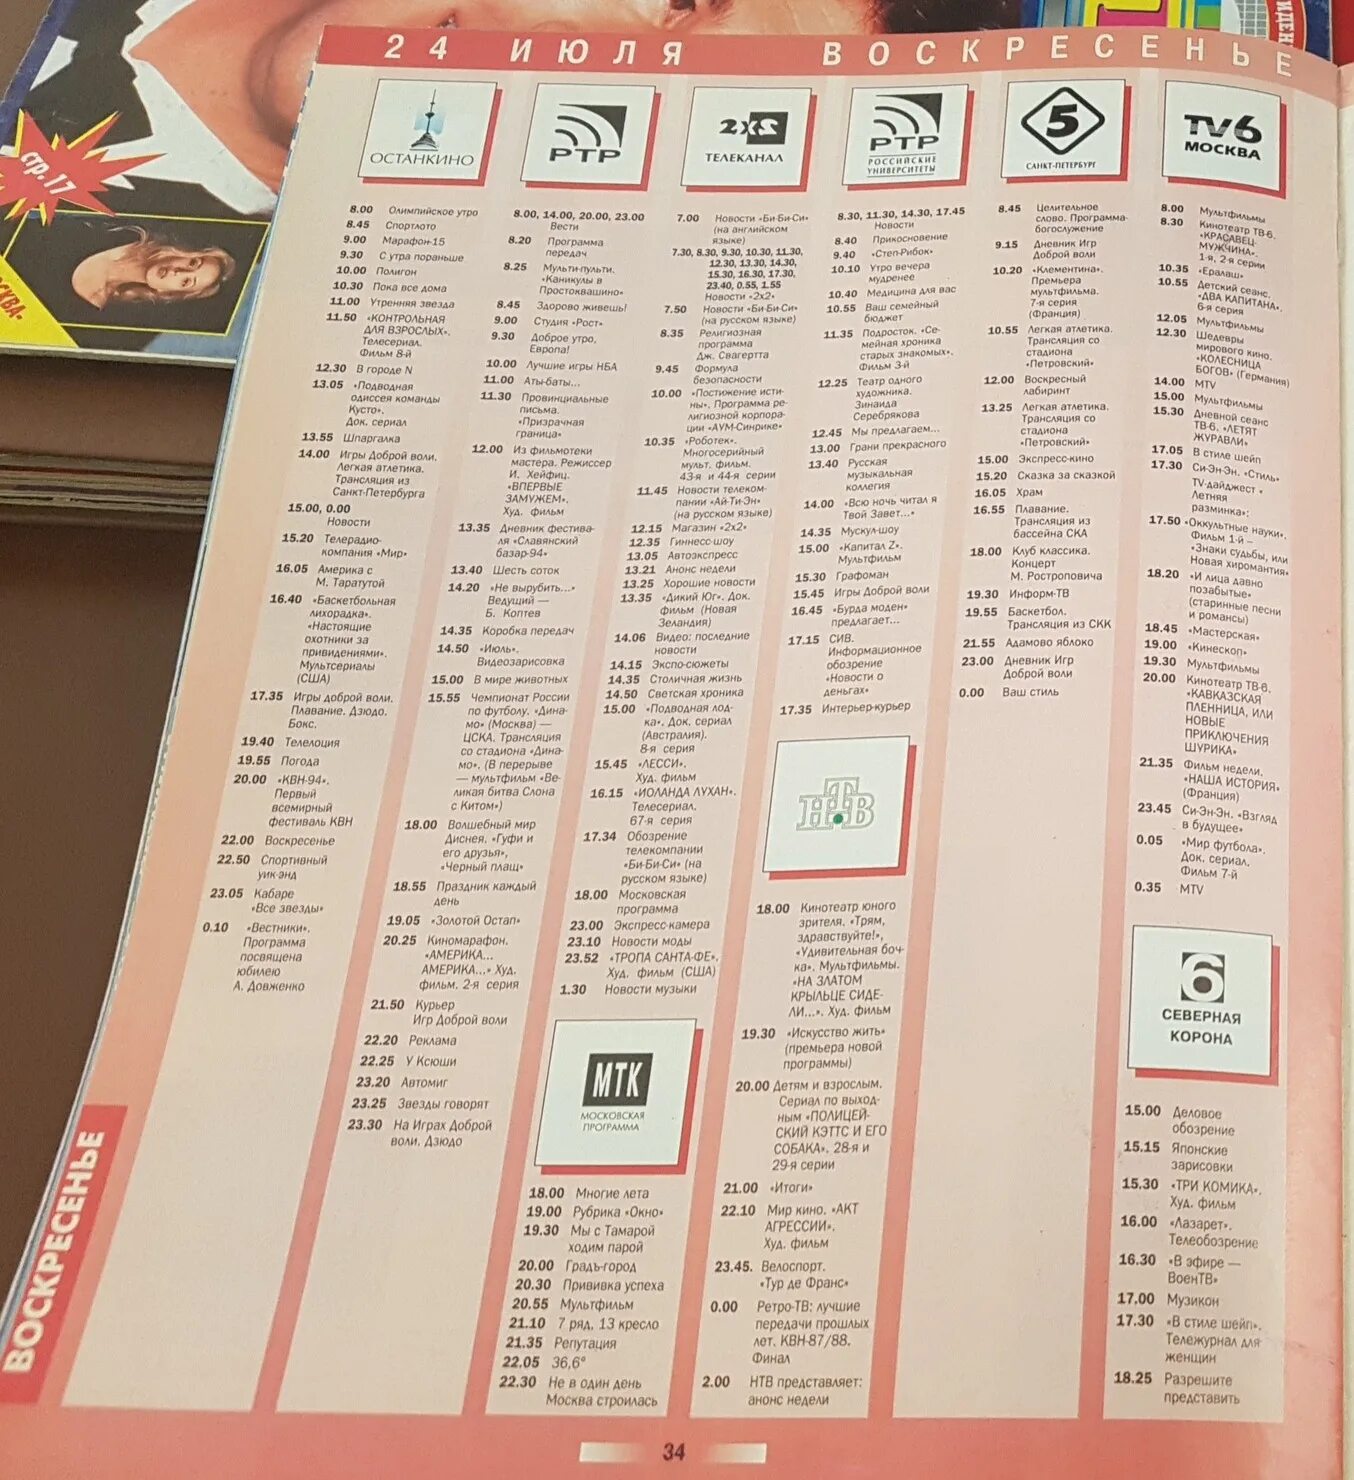 24 ИЮЛЯ ВОСКРЕСЕНЬЕ
стр. 17
ОСТАНКИНО
8.00 Олимпийское утро
8.45 Спортлото
9.00 Марафон-15
9.30 С утра пораньше
10.00 Полигон
10.30 Пока все дома
11.00 Утренняя звезда
11.50 «КОНТРОЛЬНАЯ
ДЛЯ ВЗРОСЛЫХ».
Телесериал.
Фильм 8-й
12.30 В городе N
13.05 «Подводная
одиссея команды
Кусто».
Док. сериал
13.55 Шпаргалка
14.00 Игры Доброй воли.
Легкая атлетика.
Трансляция из
Санкт-Петербурга
15.00, 0.00
Новости
15.20 Телерадио-
компания «Мир»
16.05 Америка с
М. Таратутой
16.40 «Баскетбольная
лихорадка».
«Настоящие
охотники за
привидениями».
Мультсериалы
(США)
17.35 Игры доброй воли.
Плавание. Дзюдо.
Бокс.
19.40 Телелоция
19.55 Погода
20.00 «КВН-94».
Первый
всемирный
фестиваль КВН
22.00 Воскресенье
22.50 Спортивный
уик-энд
23.05 Кабаре
«Все звезды»
0.10 «Вестники».
Программа
посвящена
юбилею
А. Довженко
РТР
8.00, 14.00, 20.00, 23.00
Вести
8.20 Программа
передач
8.25 Мульти-пульти.
«Каникулы в
Простоквашино»
8.45 Здорово живешь!
9.00 Студия «Рост»
9.30 Доброе утро,
Европа!
10.00 Лучшие игры НБА
11.00 Аты-баты...
11.30 Провинциальные
письма.
«Призрачная
граница»
12.00 Из фильмотеки
мастера. Режиссер
И. Хейфиц.
«ВПЕРВЫЕ
ЗАМУЖЕМ».
Худ. фильм
13.35 Дневник фестива-
ля «Славянский
базар-94»
13.40 Шесть соток
14.20 «Не вырубить...»
Ведущий —
Б. Коптев
14.35 Коробка передач
14.50 «Июль».
Видеозарисовка
15.00 В мире животных
15.55 Чемпионат России
по футболу. «Дина-
мо» (Москва) —
ЦСКА. Трансляция
со стадиона «Дина-
мо». (В перерыве
— мультфильм «Ве-
ликая битва Слона
с Китом»)
18.00 Волшебный мир
Диснея. «Гуфи и
его друзья»,
«Черный плащ»
18.55 Праздник каждый
день
19.05 «Золотой Остап»
20.25 Киномарафон.
«АМЕРИКА...
АМЕРИКА...» Худ.
фильм. 2-я серия
21.50 Курьер
Игр Доброй воли
22.20 Реклама
22.25 У Ксюши
23.20 Автомиг
23.25 Звезды говорят
23.30 На Играх Доброй
воли. Дзюдо
2x2
ТЕЛЕКАНАЛ
7.00 Новости «Би-Би-Си»
(на английском
языке)
7.30, 8.30, 9.30, 10.30, 11.30,
12.30, 13.30, 14.30,
15.30, 16.30, 17.30,
23.40, 0.55, 1.55
Новости «2x2»
7.50 Новости «Би-Би-Си»
(на русском языке)
8.35 Религиозная
программа
Дж. Свагертта
9.45 Формула
безопасности
10.00 «Постижение исти-
ны». Программа ре-
лигиозной корпора-
ции «АУМ-Синрике»
10.35 «Роботек».
Многосерийный
мульт. фильм.
43-я и 44-я серии
11.45 Новости телеком-
пании «Ай-Ти-Эн»
(на русском языке)
12.15 Магазин «2x2»
12.35 Гиннесс-шоу
13.05 Автоэкспресс
13.21 Анонс недели
13.25 Хорошие новости
13.35 «Дикий Юг». Док.
фильм (Новая
Зеландия)
14.06 Видео: последние
новости
14.15 Экспо-сюжеты
14.35 Столичная жизнь
14.50 Светская хроника
15.00 «Подводная лод-
ка». Док. сериал
(Австралия).
8-я серия
15.45 «ЛЕССИ».
Худ. фильм
16.15 «ИОЛАНДА ЛУХАН».
Телесериал.
67-я серия
17.34 Обозрение
телекомпании
«Би-Би-Си» (на
русском языке)
18.00 Московская
программа
23.00 Экспресс-камера
23.10 Новости моды
23.52 «ТРОПА САНТА-ФЕ».
Худ. фильм (США)
1.30 Новости музыки
МТК
МОСКОВСКАЯ
ПРОГРАММА
18.00 Многие лета
19.00 Рубрика «Окно»
19.30 Мы с Тамарой
ходим парой
20.00 Градъ-город
20.30 Прививка успеха
20.55 Мультфильм
21.10 7 ряд, 13 кресло
21.35 Репутация
22.05 36,6°
22.30 Не в один день
Москва строилась
РТР
РОССИЙСКИЕ
УНИВЕРСИТЕТЫ
8.30, 11.30, 14.30, 17.45
Новости
8.40 Прикосновение
9.40 «Степ-Рибок»
10.10 Утро вечера
мудренее
10.40 Медицина для вас
10.55 Ваш семейный
бюджет
11.35 Подросток. «Се-
мейная хроника
старых знакомых».
Фильм 3-й
12.25 Театр одного
художника.
Зинаида
Серебрякова
12.45 Мы предлагаем...
13.00 Грани прекрасного
13.40 Русская
музыкальная
коллегия
14.00 «Всю ночь читал я
Твой Завет...»
14.35 Мускул-шоу
15.00 «Капитал Z».
Мультфильм
15.30 Графоман
15.45 Игры Доброй воли
16.45 «Бурда моден»
предлагает...
17.15 СИВ.
Информационное
обозрение
«Новости о
деньгах»
17.35 Интерьер-курьер
НТВ
18.00 Кинотеатр юного
зрителя. «Трям,
здравствуйте!»,
«Удивительная боч-
ка». Мультфильмы.
«НА ЗЛАТОМ
КРЫЛЬЦЕ СИДЕ-
ЛИ...». Худ. фильм
19.30 «Искусство жить»
(премьера новой
программы)
20.00 Детям и взрослым.
Сериал по выход-
ным «ПОЛИЦЕЙ-
СКИЙ КЭТТС И ЕГО
СОБАКА». 28-я и
29-я серии
21.00 «Итоги»
22.10 Мир кино. «АКТ
АГРЕССИИ».
Худ. фильм
23.45. Велоспорт.
«Тур де Франс»
0.00 Ретро-ТВ: лучшие
передачи прошлых
лет. КВН-87/88.
Финал
2.00 НТВ представляет:
анонс недели
5
САНКТ-ПЕТЕРБУРГ
8.45 Целительное
слово. Программа-
богослужение
9.15 Дневник Игр
Доброй воли
10.20 «Клементина».
Премьера
мультфильма.
7-я серия
(Франция)
10.55 Легкая атлетика.
Трансляция со
стадиона
«Петровский»
12.00 Воскресный
лабиринт
13.25 Легкая атлетика.
Трансляция со
стадиона
«Петровский»
15.00 Экспресс-кино
15.20 Сказка за сказкой
16.05 Храм
16.55 Плавание.
Трансляция из
бассейна СКА
18.00 Клуб классика.
Концерт
М. Ростроповича
19.30 Информ-ТВ
19.55 Баскетбол.
Трансляция из СКК
21.55 Адамово яблоко
23.00 Дневник Игр
Доброй воли
0.00 Ваш стиль
TV6
МОСКВА
8.00 Мультфильмы
8.30 Кинотеатр ТВ-6.
«КРАСАВЕЦ-
МУЖЧИНА».
1-я, 2-я серии
10.35 «Ералаш»
10.55 Детский сеанс.
«ДВА КАПИТАНА».
6-я серия
12.05 Мультфильмы
12.30 Шедевры
мирового кино.
«КОЛЕСНИЦА
БОГОВ» (Германия)
14.00 MTV
15.00 Мультфильмы
15.30 Дневной сеанс
ТВ-6. «ЛЕТЯТ
ЖУРАВЛИ»
17.05 В стиле шейп
17.30 Си-Эн-Эн. «Стиль»
TV-дайджест «
Летняя
разминка»:
17.50 «Оккультные науки».
Фильм 1-й –
«Знаки судьбы, или
Новая хиромантия»
18.20 «И лица давно
позабытые»
(старинные песни
и романсы)
18.45 «Мастерская»
19.00 «Кинескоп»
19.30 Мультфильмы
20.00 Кинотеатр ТВ-6.
«КАВКАЗСКАЯ
ПЛЕННИЦА, ИЛИ
НОВЫЕ
ПРИКЛЮЧЕНИЯ
ШУРИКА»
21.35 Фильм недели.
«НАША ИСТОРИЯ»
(Франция)
23.45 Си-Эн-Эн. «Взгляд
в будущее»
0.05 «Мир футбола».
Док. сериал.
Фильм 7-й
0.35 MTV
6
СЕВЕРНАЯ
КОРОНА
15.00 Деловое
обозрение
15.15 Японские
зарисовки
15.30 «ТРИ КОМИКА».
Худ. фильм
16.00 «Лазарет».
Телеобозрение
16.30 «В эфире —
ВоенТВ»
17.00 Музикон
17.30 «В стиле шейп».
Тележурнал для
женщин
18.25 Разрешите
представить
ВОСКРЕСЕНЬЕ
34